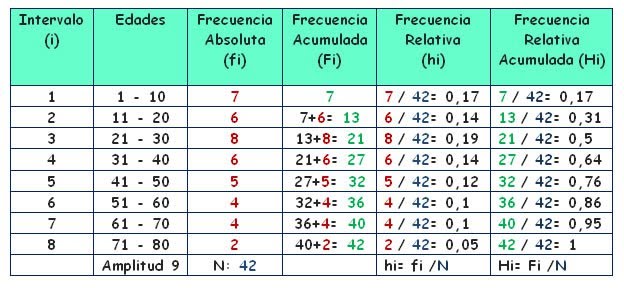 Intervalo (i) Edades Frecuencia Absoluta (fi) Frecuencia Acumulada (Fi) Frecuencia Relativa (hi) Frecuencia Relativa Acumulada (Hi)
1 1 - 10 7 7 7 / 42= 0,17 7 / 42= 0,17
2 11 - 20 6 7+6= 13 6 / 42= 0,14 13 / 42= 0,31
3 21 - 30 8 13+8= 21 8 / 42= 0,19 21 / 42= 0,5
4 31 - 40 6 21+6= 27 6 / 42= 0,14 27 / 42= 0,64
5 41 - 50 5 27+5= 32 5 / 42= 0,12 32 / 42= 0,76
6 51 - 60 4 32+4= 36 4 / 42= 0,1 36 / 42= 0,86
7 61 - 70 4 36+4= 40 4 / 42= 0,1 40 / 42= 0,95
8 71 - 80 2 40+2= 42 2 / 42= 0,05 42 / 42= 1
Amplitud 9 N: 42 hi= fi /N Hi= Fi /N